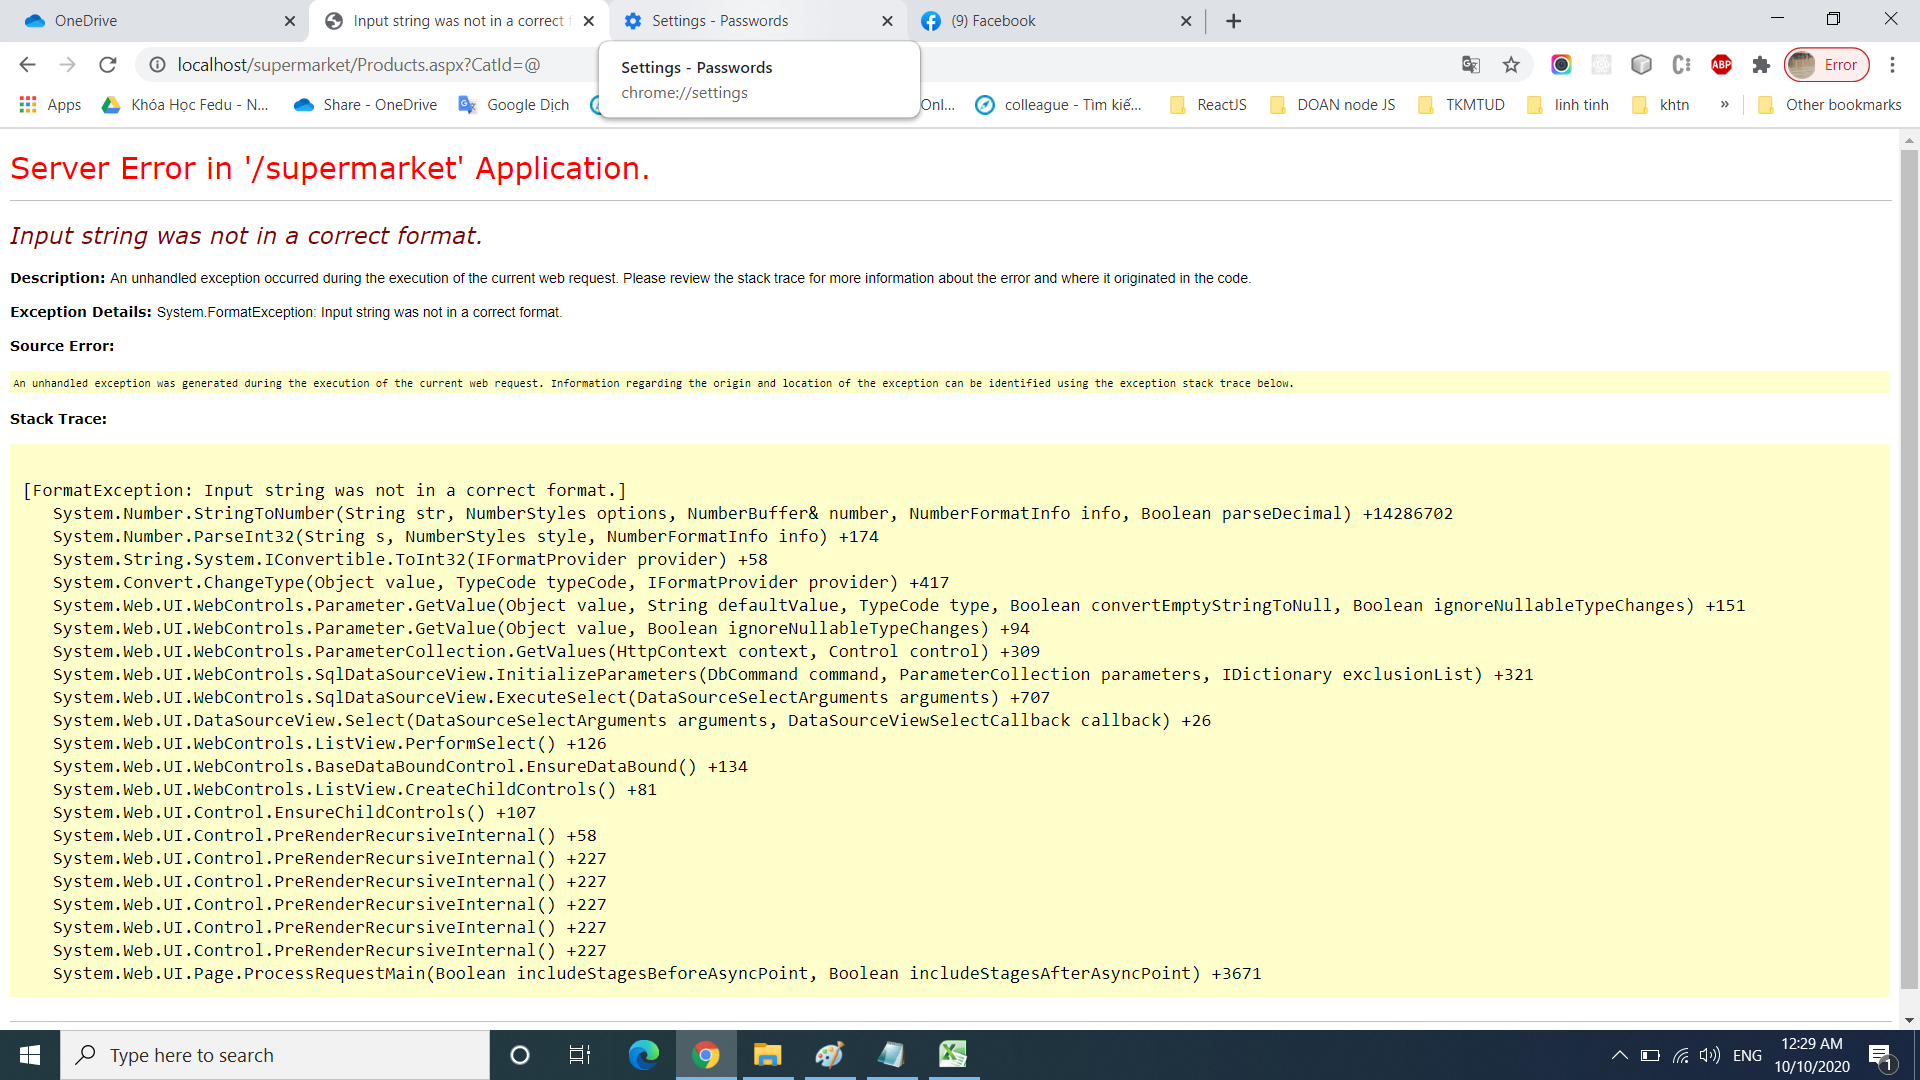 OneDrive
Input string was not in a correct
Settings - Passwords
(9) Facebook
localhost/supermarket/Products.aspx?CatId=@
Settings - Passwords
chrome://settings
ABP
Error
Apps
Khóa Học Fedu - N...
Share - OneDrive
Google Dịch
Onl...
colleague - Tìm kiế...
ReactJS
DOAN node JS
TKMTUD
linh tinh
khtn
»
Other bookmarks
Server Error in '/supermarket' Application.
Input string was not in a correct format.
Description: An unhandled exception occurred during the execution of the current web request. Please review the stack trace for more information about the error and where it originated in the code.
Exception Details: System.FormatException: Input string was not in a correct format.
Source Error:
An unhandled exception was generated during the execution of the current web request. Information regarding the origin and location of the exception can be identified using the exception stack trace below.
Stack Trace:
[FormatException: Input string was not in a correct format.]
System.Number.StringToNumber(String str, NumberStyles options, NumberBuffer& number, NumberFormatInfo info, Boolean parseDecimal) +14286702
System.Number.ParseInt32(String s, NumberStyles style, NumberFormatInfo info) +174
System.String.System.IConvertible.ToInt32(IFormatProvider provider) +58
System.Convert.ChangeType(Object value, TypeCode typeCode, IFormatProvider provider) +417
System.Web.UI.WebControls.Parameter.GetValue(Object value, String defaultValue, TypeCode type, Boolean convertEmptyStringToNull, Boolean ignoreNullableTypeChanges) +151
System.Web.UI.WebControls.Parameter.GetValue(Object value, Boolean ignoreNullableTypeChanges) +94
System.Web.UI.WebControls.ParameterCollection.GetValues(HttpContext context, Control control) +309
System.Web.UI.WebControls.SqlDataSourceView.InitializeParameters(DbCommand command, ParameterCollection parameters, IDictionary exclusionList) +321
System.Web.UI.WebControls.SqlDataSourceView.ExecuteSelect(DataSourceSelectArguments arguments) +707
System.Web.UI.DataSourceView.Select(DataSourceSelectArguments arguments, DataSourceViewSelectCallback callback) +26
System.Web.UI.WebControls.ListView.PerformSelect() +126
System.Web.UI.WebControls.BaseDataBoundControl.EnsureDataBound() +134
System.Web.UI.WebControls.ListView.CreateChildControls() +81
System.Web.UI.Control.EnsureChildControls() +107
System.Web.UI.Control.PreRenderRecursiveInternal() +58
System.Web.UI.Control.PreRenderRecursiveInternal() +227
System.Web.UI.Control.PreRenderRecursiveInternal() +227
System.Web.UI.Control.PreRenderRecursiveInternal() +227
System.Web.UI.Control.PreRenderRecursiveInternal() +227
System.Web.UI.Control.PreRenderRecursiveInternal() +227
System.Web.UI.Page.ProcessRequestMain(Boolean includeStagesBeforeAsyncPoint, Boolean includeStagesAfterAsyncPoint) +3671
Type here to search
ENG
12:29 AM
10/10/2020
1